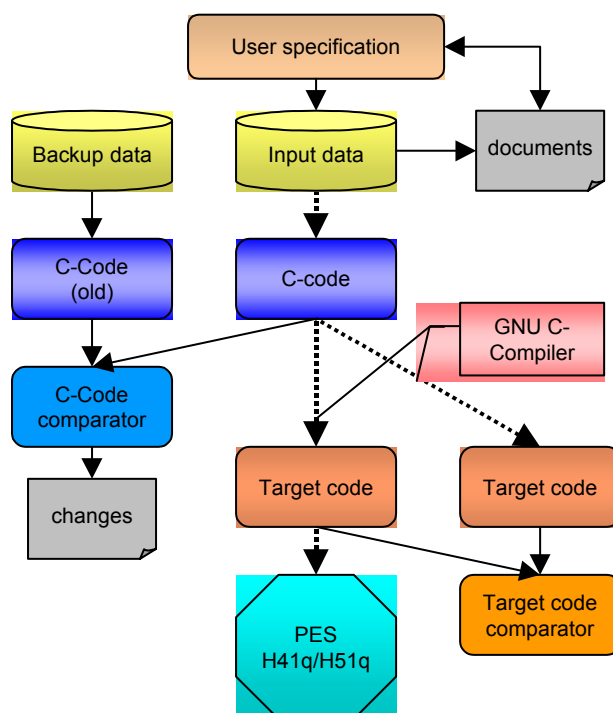 User specification
Backup data
Input data
documents
C-Code
(old)
C-code
GNU C-
Compiler
C-Code
comparator
Target code
Target code
changes
PES
H41q/H51q
Target code
comparator